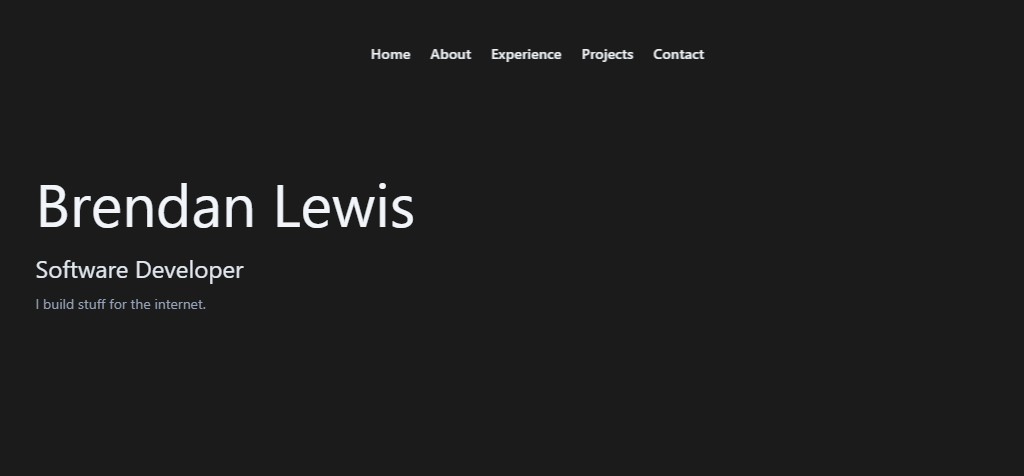 Home About Experience Projects Contact
Brendan Lewis
Software Developer
I build stuff for the internet.